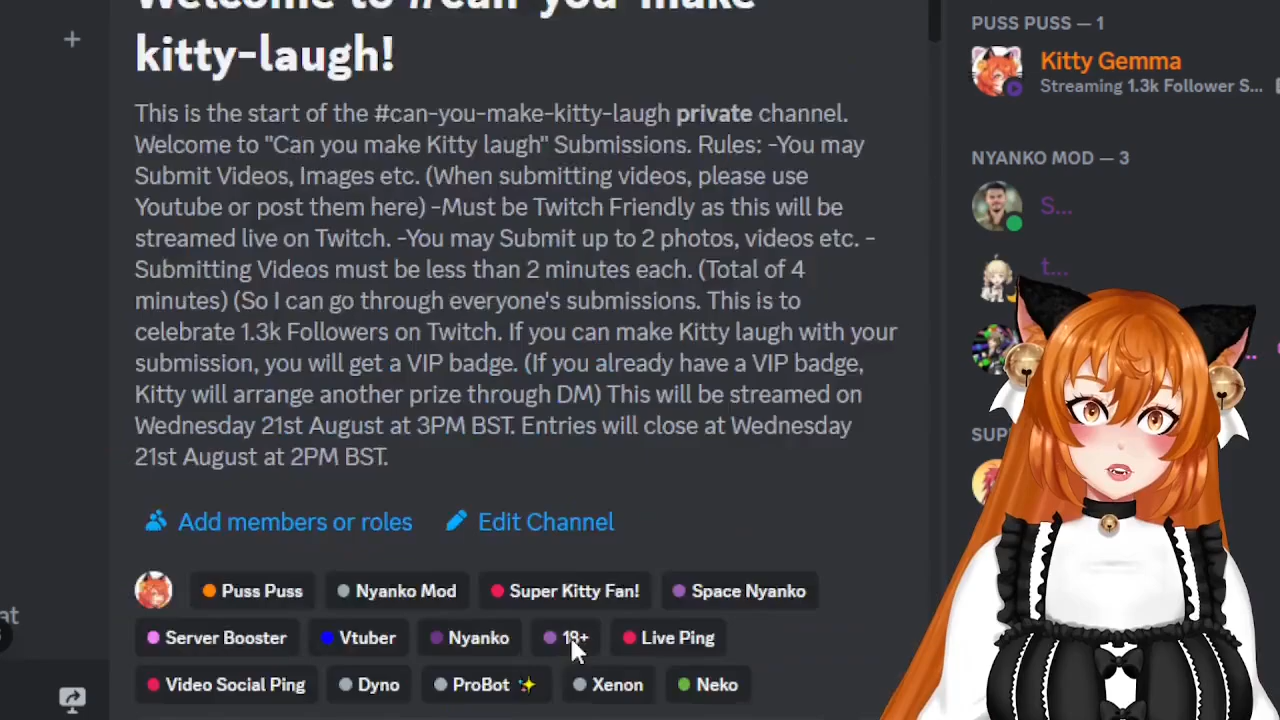 Welcome to #can-you-make-
kitty-laugh!
This is the start of the #can-you-make-kitty-laugh private channel.
Welcome to "Can you make Kitty laugh" Submissions. Rules: -You may
Submit Videos, Images etc. (When submitting videos, please use
Youtube or post them here) -Must be Twitch Friendly as this will be
streamed live on Twitch. -You may Submit up to 2 photos, videos etc. -
Submitting Videos must be less than 2 minutes each. (Total of 4
minutes) (So I can go through everyone's submissions. This is to
celebrate 1.3k Followers on Twitch. If you can make Kitty laugh with your
submission, you will get a VIP badge. (If you already have a VIP badge,
Kitty will arrange another prize through DM) This will be streamed on
Wednesday 21st August at 3PM BST. Entries will close at Wednesday
21st August at 2PM BST.
Add members or roles Edit Channel
Puss Puss Nyanko Mod Super Kitty Fan! Space Nyanko
Server Booster Vtuber Nyanko 18+ Live Ping
Video Social Ping Dyno ProBot ✨ Xenon Neko
PUSS PUSS — 1
Kitty Gemma
Streaming 1.3k Follower S...
NYANKO MOD — 3
S...
t...
SUP